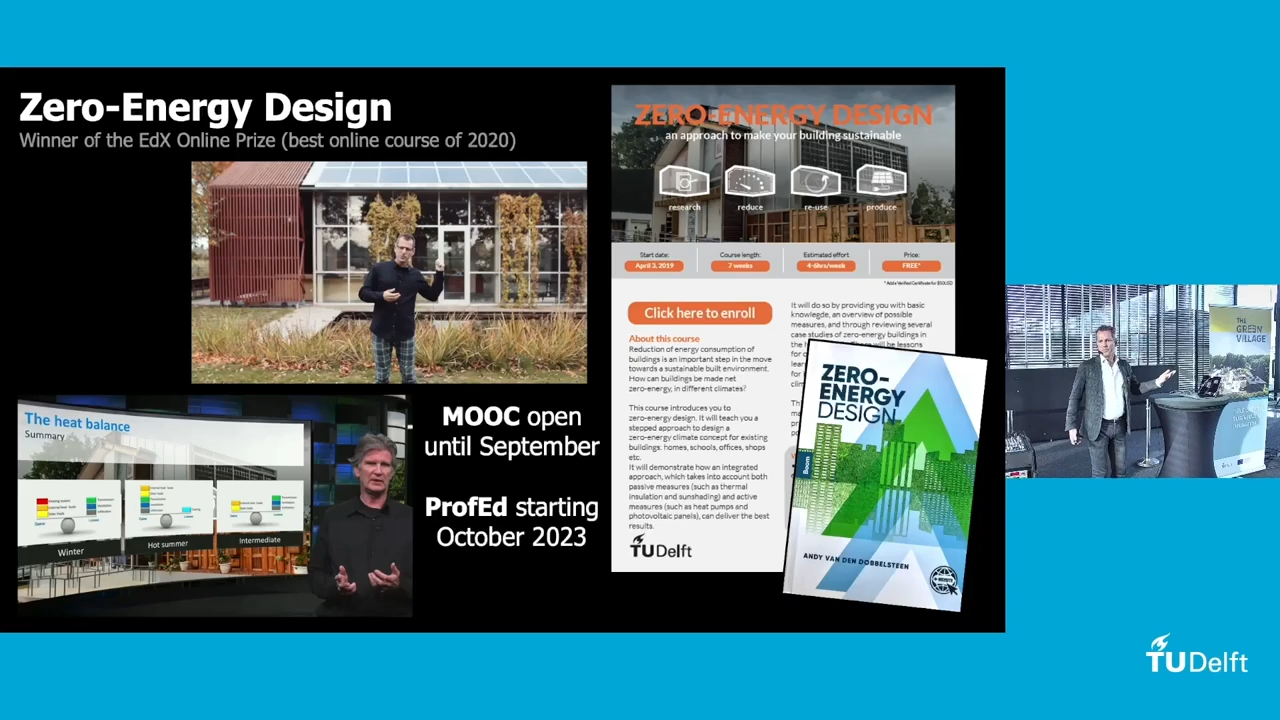 Zero-Energy Design
Winner of the EdX Online Prize (best online course of 2020)
The heat balance
Summary
Winter
Hot summer
Intermediate
MOOC open
until September
ProfEd starting
October 2023
ZERO-ENERGY DESIGN
an approach to make your building sustainable
research
reduce
re-use
produce
Start date:
April 3, 2019
Course length:
7 weeks
Estimated effort
4-6hrs/week
Price:
FREE*
Click here to enroll
About this course
Reduction of energy consumption of
buildings is an important step in the move
towards a sustainable built environment.
How can buildings be made net
zero-energy, in different climates?
This course introduces you to
zero-energy design. It will teach you a
stepped approach to design a
zero-energy climate concept for existing
buildings: homes, schools, offices, shops
etc.
It will demonstrate how an integrated
approach, which takes into account both
passive measures (such as thermal
insulation and sunshading) and active
measures (such as heat pumps and
photovoltaic panels), can deliver the best
results.
TUDelft
It will do so by providing you with basic
knowlegde, an overview of possible
measures, and through reviewing several
case studies of zero-energy buildings in
ZERO-
ENERGY
DESIGN
Boom
ANDY VAN DEN DOBBELSTEEN
THE
GREEN
VILLAGE
TUDelft